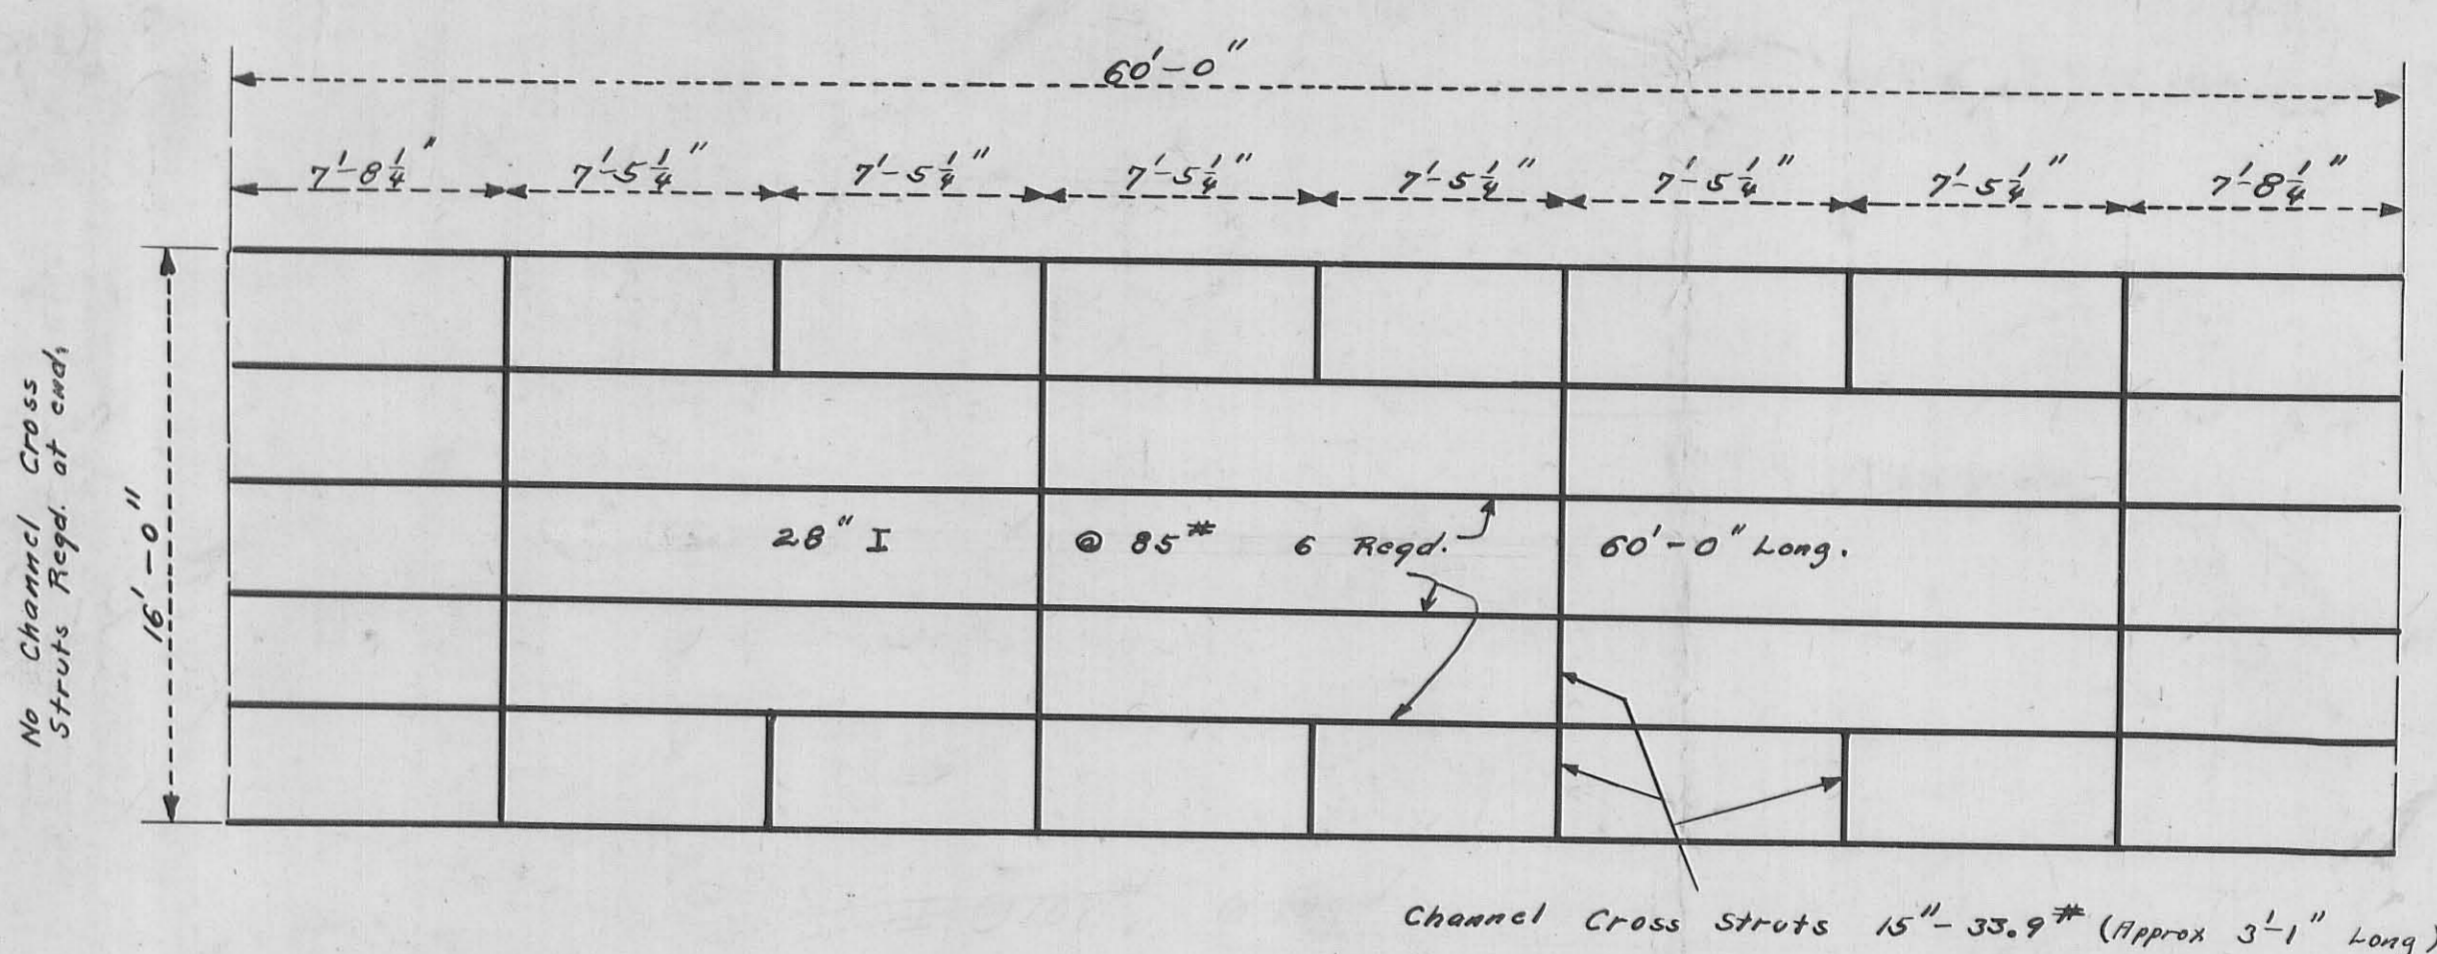 60'-0"
7'-8 1/4" 7'-5 1/4" 7'-5 1/4" 7'-5 1/4" 7'-5 1/4" 7'-5 1/4" 7'-5 1/4" 7'-8 1/4"
No Channel Cross
Struts Reqd. at end.
16'-0"
28" I @ 85# 6 Reqd. 60'-0" Long.
Channel Cross Struts 15"-33.9# (Approx 3'-1" Long)